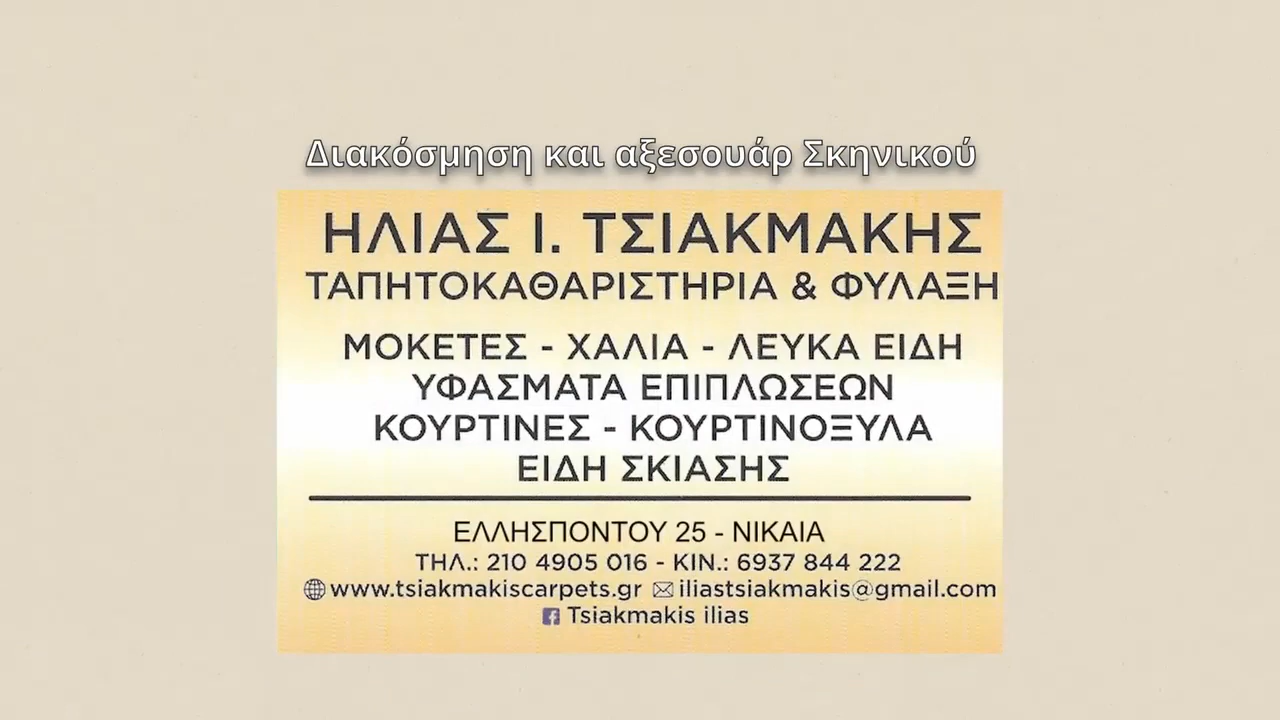 Διακόσμηση και αξεσουάρ Σκηνικού
ΗΛΙΑΣ Ι. ΤΣΙΑΚΜΑΚΗΣ
ΤΑΠΗΤΟΚΑΘΑΡΙΣΤΗΡΙΑ & ΦΥΛΑΞΗ
ΜΟΚΕΤΕΣ - ΧΑΛΙΑ - ΛΕΥΚΑ ΕΙΔΗ
ΥΦΑΣΜΑΤΑ ΕΠΙΠΛΩΣΕΩΝ
ΚΟΥΡΤΙΝΕΣ - ΚΟΥΡΤΙΝΟΞΥΛΑ
ΕΙΔΗ ΣΚΙΑΣΗΣ
ΕΛΛΗΣΠΟΝΤΟΥ 25 - ΝΙΚΑΙΑ
ΤΗΛ.: 210 4905 016 - ΚΙΝ.: 6937 844 222
www.tsiakmakiscarpets.gr iliastsiakmakis@gmail.com
Tsiakmakis ilias